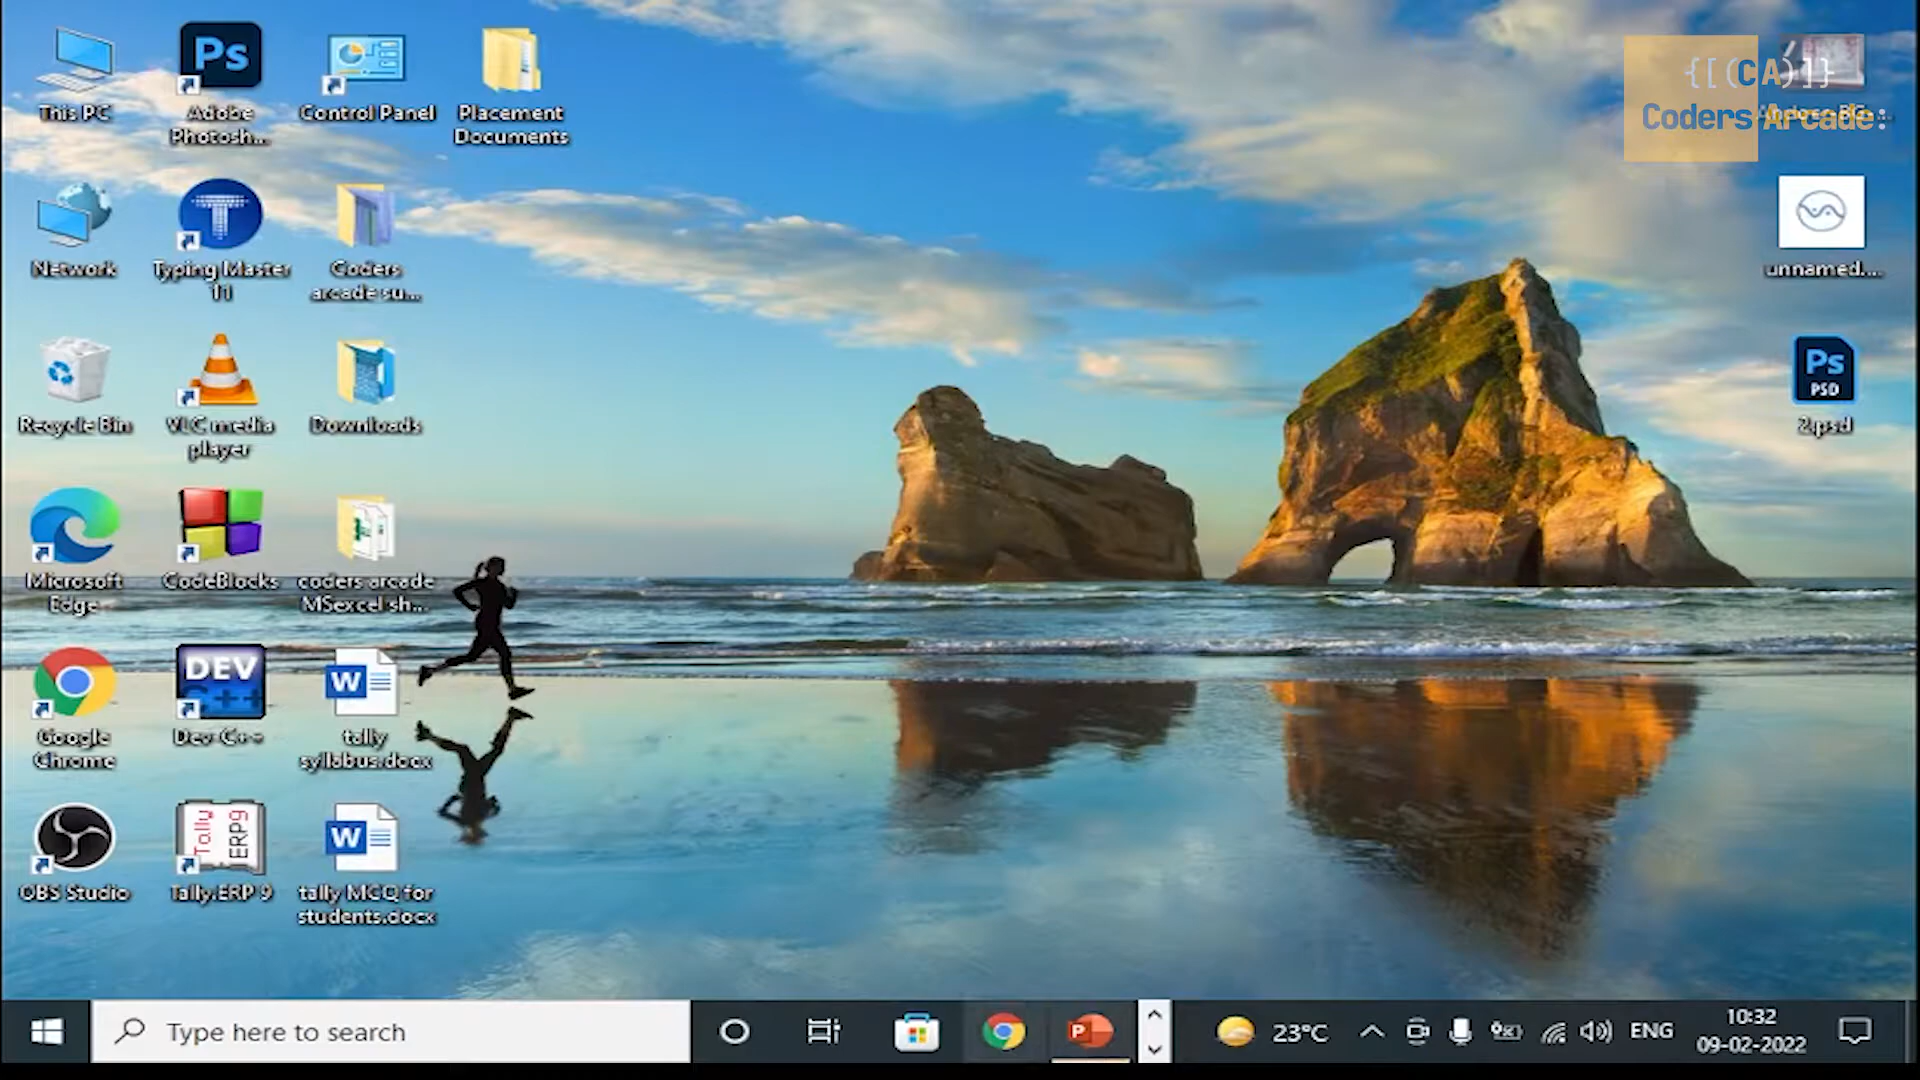 This PC
Ps
Adobe
Photosh...
Control Panel
Placement
Documents
{[(CA)]}
Coders Arcade:
Network
T
Typing Master
11
Coders
arcade su...
unnamed....
Recycle Bin
VLC media
player
Downloads
Ps
PSD
2.psd
Microsoft
Edge
CodeBlocks
coders arcade
MSexcel sh...
Google
Chrome
DEV
C++
Dev-C++
W
tally
syllabus.docx
OBS Studio
Tally
ERP9
Tally.ERP 9
W
tally MCQ for
students.docx
Type here to search
P
23°C
ENG
10:32
09-02-2022